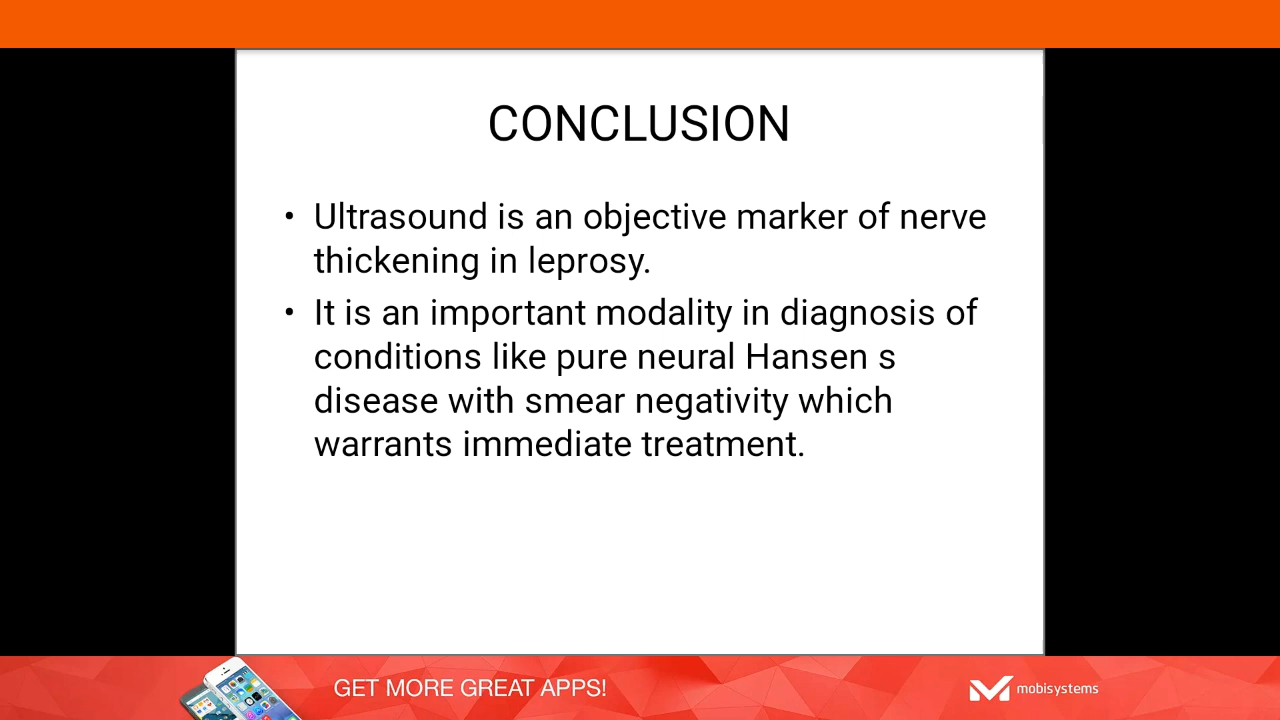 CONCLUSION
• Ultrasound is an objective marker of nerve
thickening in leprosy.
• It is an important modality in diagnosis of
conditions like pure neural Hansen s
disease with smear negativity which
warrants immediate treatment.
GET MORE GREAT APPS!
mobisystems